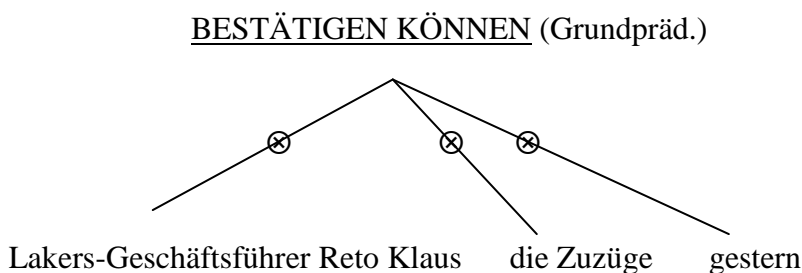 BESTÄTIGEN KÖNNEN (Grundpräd.)
Lakers-Geschäftsführer Reto Klaus die Zuzüge gestern